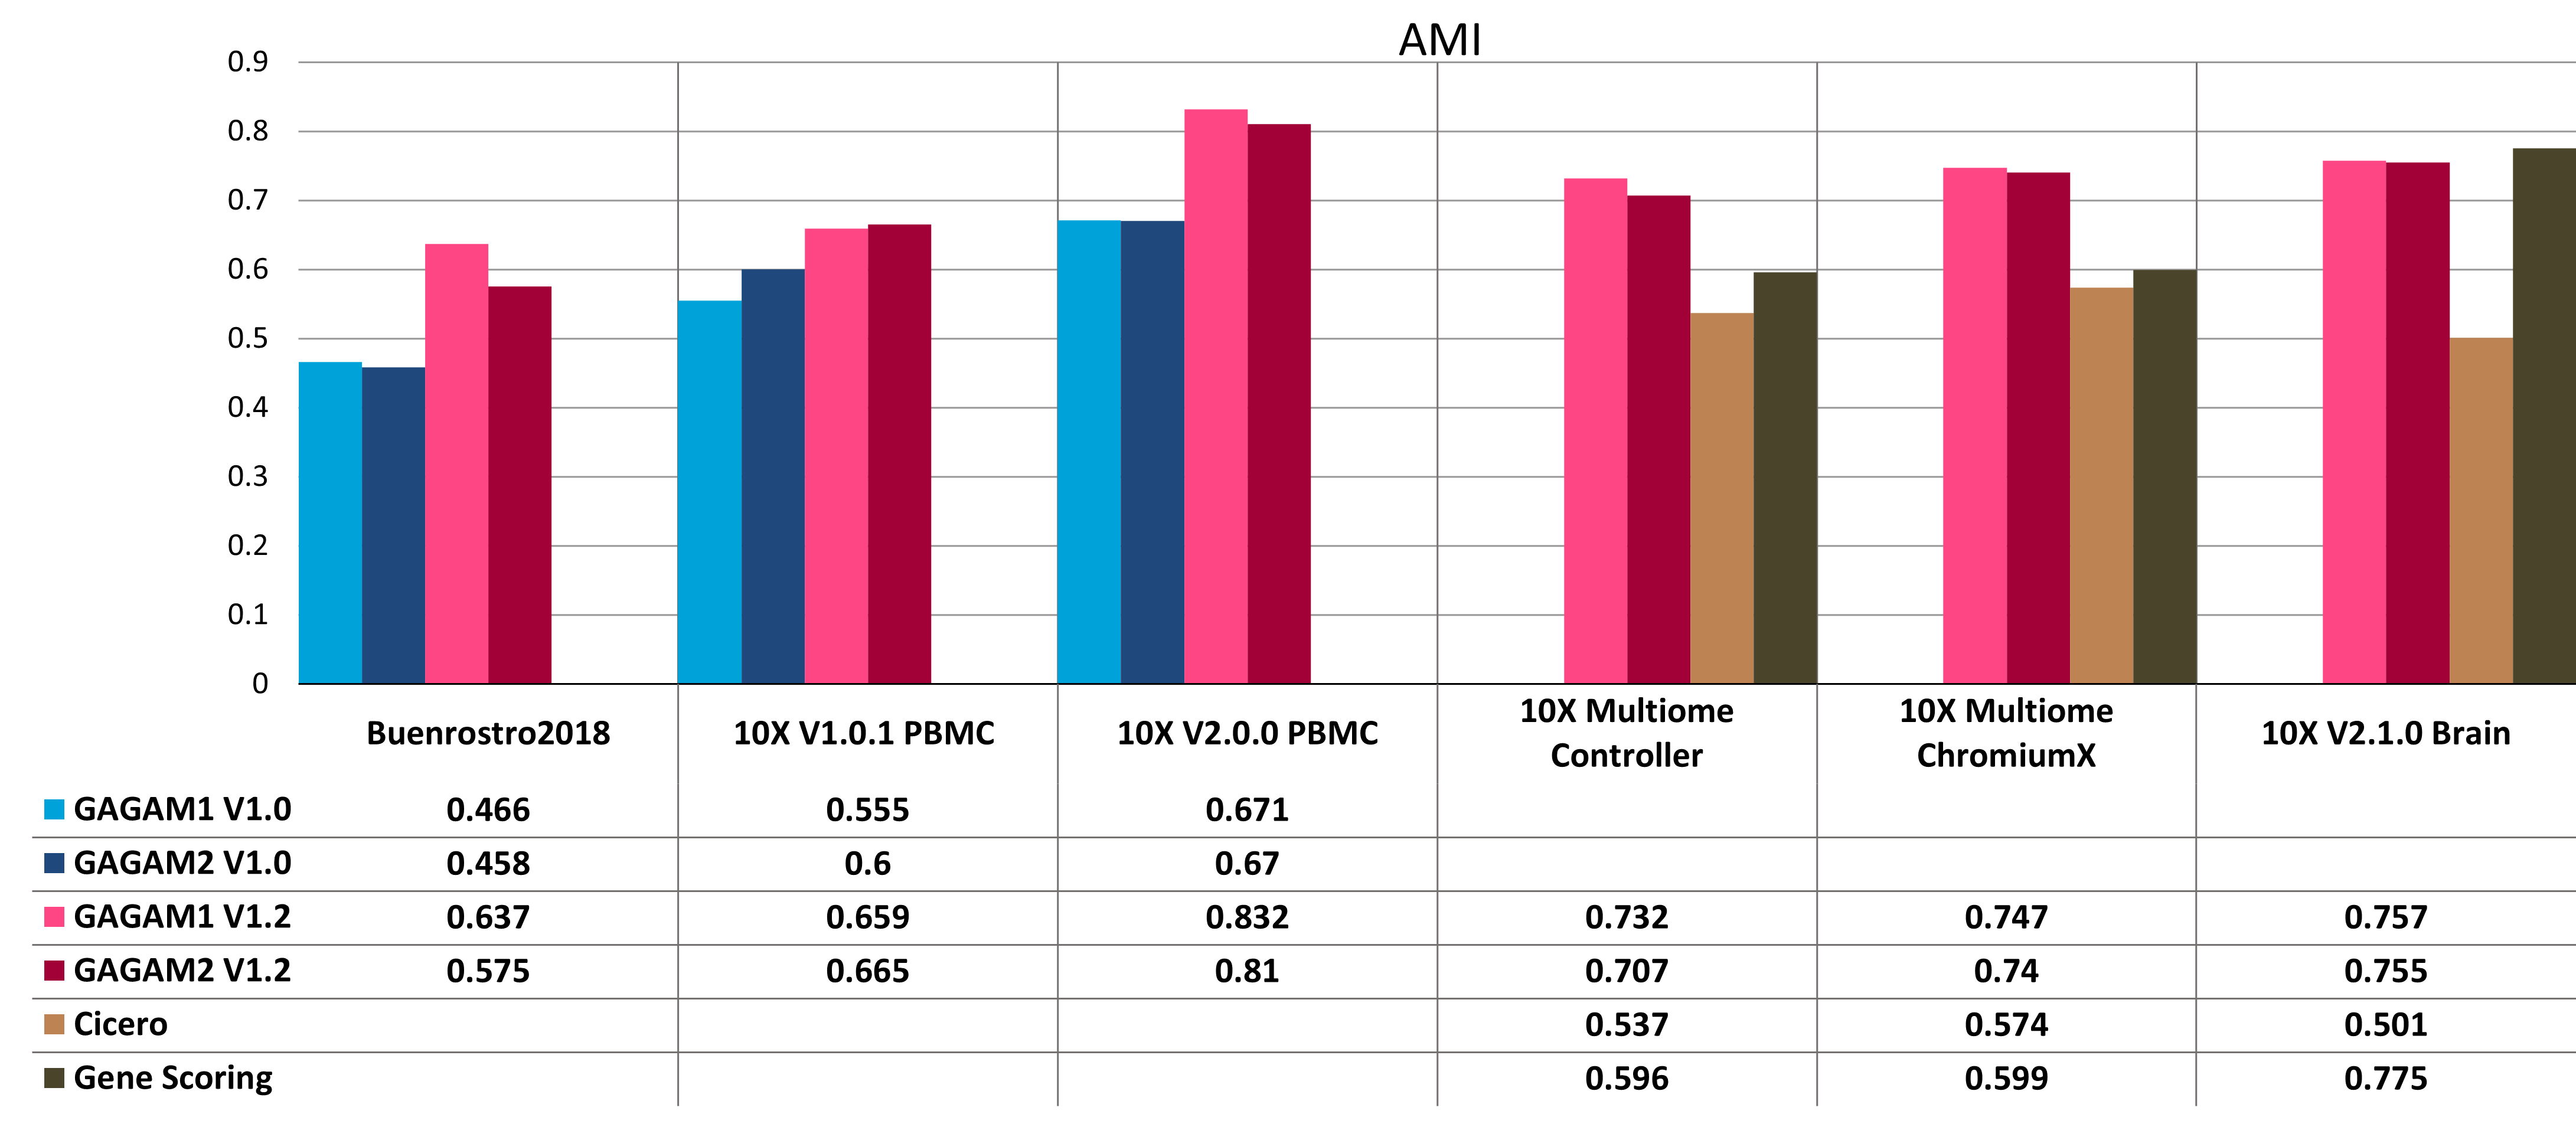 AMI
0.9
0.8
0.7
0.6
0.5
0.4
0.3
0.2
0.1
0
Buenrostro2018
10X V1.0.1 PBMC
10X V2.0.0 PBMC
10X Multiome
Controller
10X Multiome
ChromiumX
10X V2.1.0 Brain
GAGAM1 V1.0 0.466 0.555 0.671
GAGAM2 V1.0 0.458 0.6 0.67
GAGAM1 V1.2 0.637 0.659 0.832 0.732 0.747 0.757
GAGAM2 V1.2 0.575 0.665 0.81 0.707 0.74 0.755
Cicero 0.537 0.574 0.501
Gene Scoring 0.596 0.599 0.775